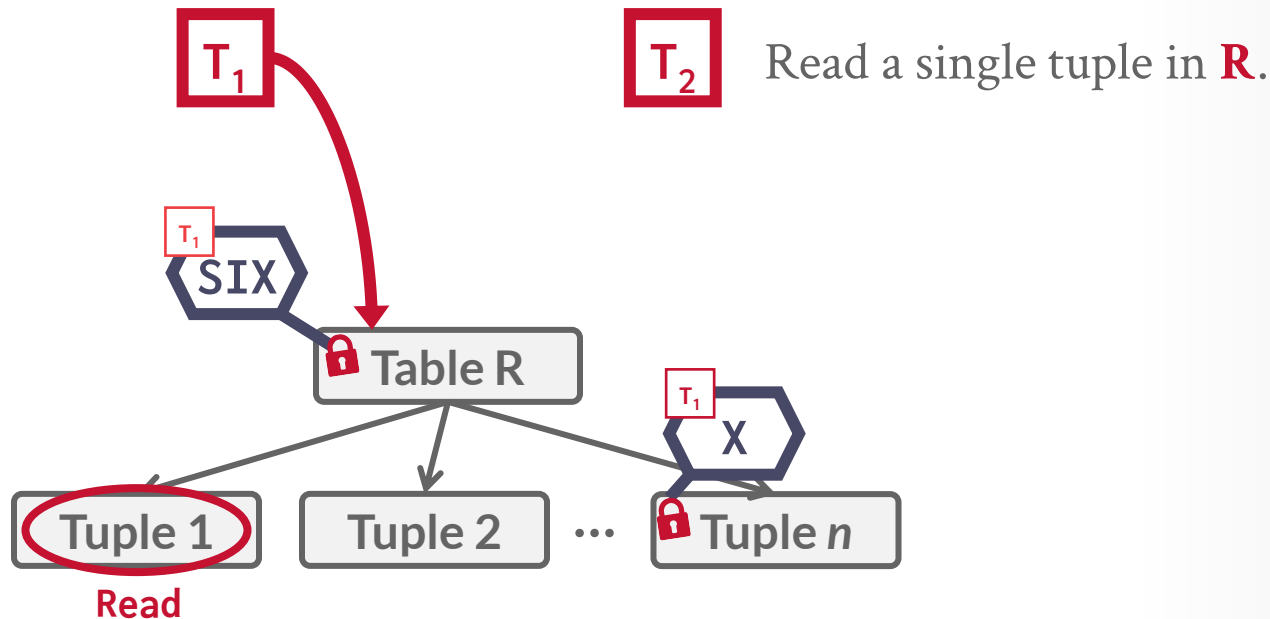 T₁
T₂ Read a single tuple in R.
T₁
SIX
Table R
T₁
X
Tuple 1
Tuple 2
...
Tuple n
Read